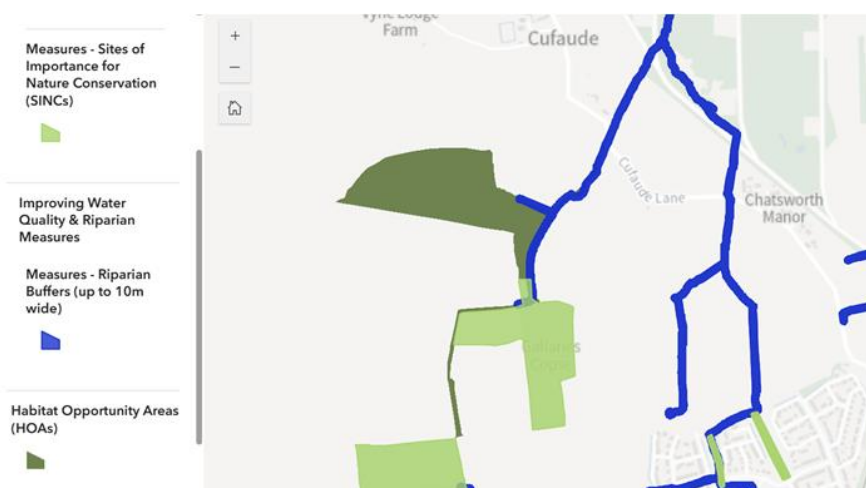 Measures - Sites of
Importance for
Nature Conservation
(SINCs)
Improving Water
Quality & Riparian
Measures
Measures - Riparian
Buffers (up to 10m
wide)
Habitat Opportunity Areas
(HOAs)
+
−
Lodge
Farm
Cufaude
Cufaude Lane
Chatsworth
Manor
Copse